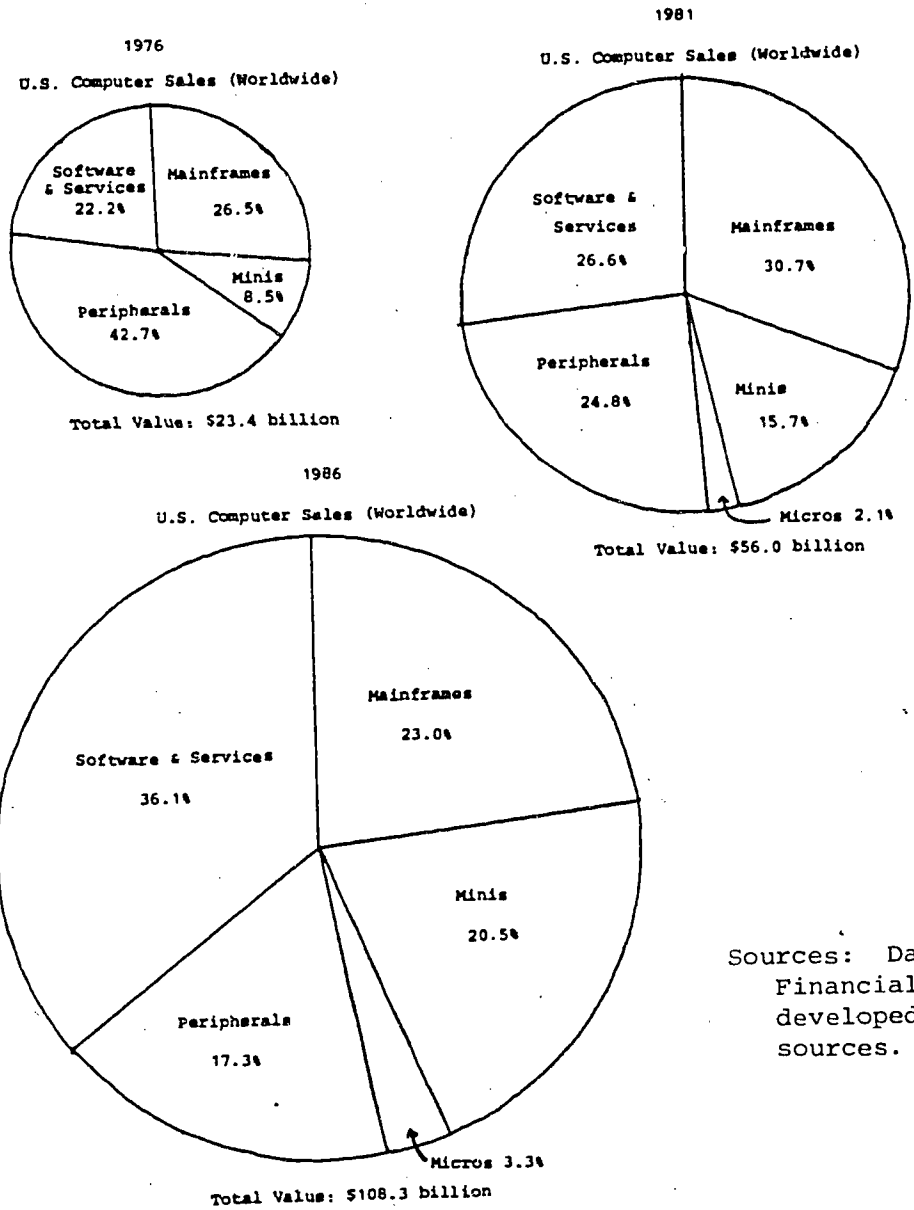 1976
U.S. Computer Sales (Worldwide)
Software
& Services
22.2%
Mainframes
26.5%
Minis
8.5%
Peripherals
42.7%
Total Value: $23.4 billion
1981
U.S. Computer Sales (Worldwide)
Software &
Services
26.6%
Mainframes
30.7%
Peripherals
24.8%
Minis
15.7%
Micros 2.1%
Total Value: $56.0 billion
1986
U.S. Computer Sales (Worldwide)
Mainframes
23.0%
Software & Services
36.1%
Minis
20.5%
Peripherals
17.3%
Micros 3.3%
Total Value: $108.3 billion
Sources: Da
Financial
developed
sources.